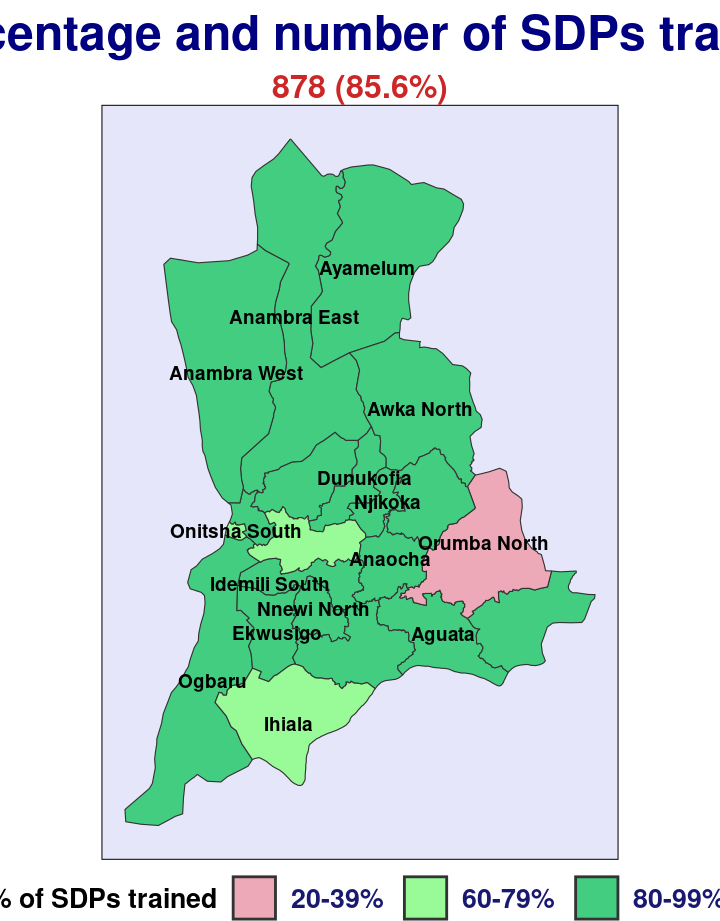 centage and number of SDPs tra
878 (85.6%)
Ayamelum
Anambra East
Anambra West
Awka North
Dunukofia
Njikoka
Onitsha South
Orumba North
Anaocha
Idemili South
Nnewi North
Ekwusigo
Aguata
Ogbaru
Ihiala
% of SDPs trained 20-39% 60-79% 80-99%